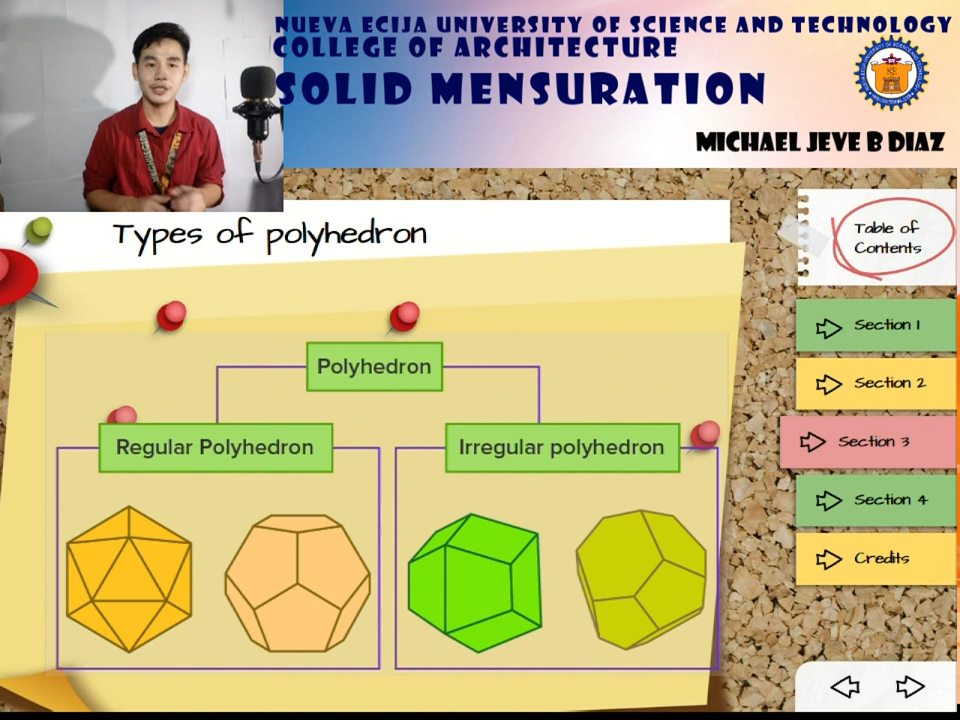 NUEVA ECIJA UNIVERSITY OF SCIENCE AND TECHNOLOGY
COLLEGE OF ARCHITECTURE
SOLID MENSURATION
MICHAEL JEVE B DIAZ
Types of polyhedron
Table of
Contents
Section 1
Section 2
Section 3
Section 4
Credits
Polyhedron
Regular Polyhedron
Irregular polyhedron